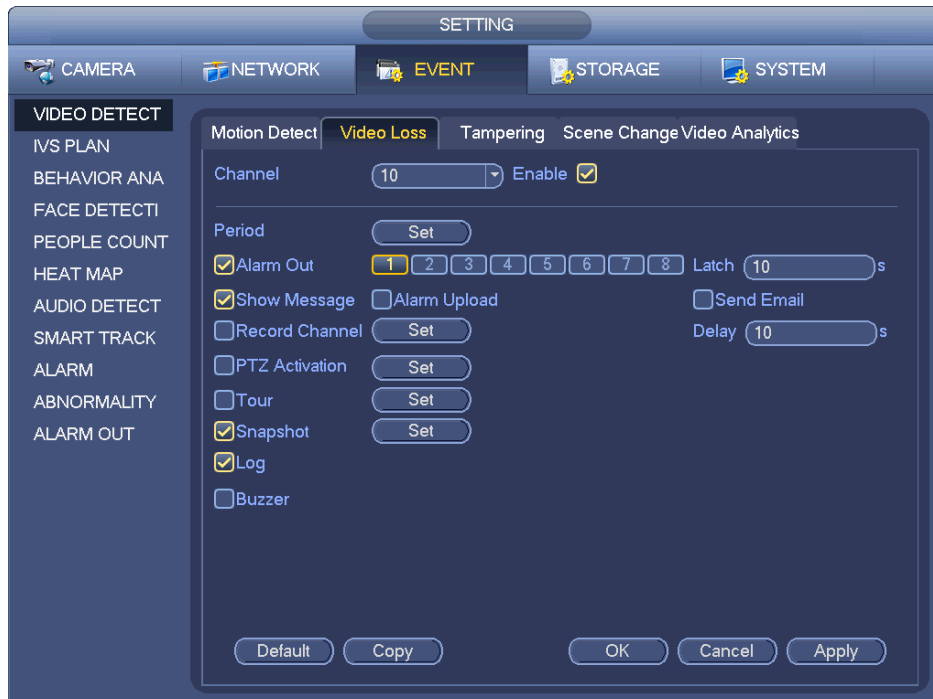 SETTING
CAMERA NETWORK EVENT STORAGE SYSTEM
VIDEO DETECT
IVS PLAN
BEHAVIOR ANA
FACE DETECTI
PEOPLE COUNT
HEAT MAP
AUDIO DETECT
SMART TRACK
ALARM
ABNORMALITY
ALARM OUT
Motion Detect Video Loss Tampering Scene Change Video Analytics
Channel 10 Enable
Period Set
Alarm Out 1 2 3 4 5 6 7 8 Latch 10 s
Show Message Alarm Upload Send Email
Record Channel Set Delay 10 s
PTZ Activation Set
Tour Set
Snapshot Set
Log
Buzzer
Default Copy OK Cancel Apply